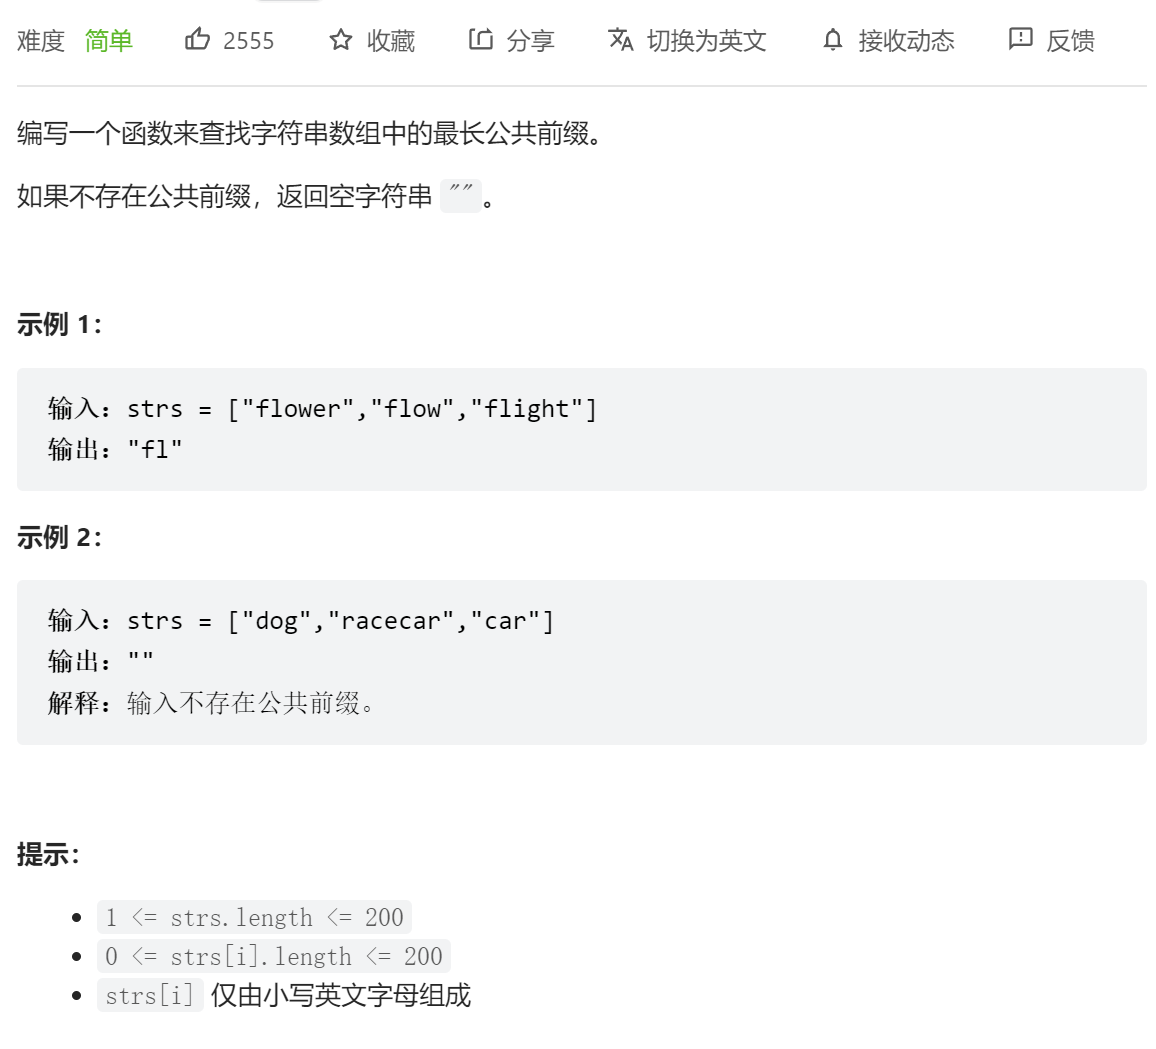 难度 简单 2555 收藏 分享 切换为英文 接收动态 反馈
编写一个函数来查找字符串数组中的最长公共前缀。
如果不存在公共前缀，返回空字符串 ""。
示例 1：
输入：strs = ["flower","flow","flight"]
输出："fl"
示例 2：
输入：strs = ["dog","racecar","car"]
输出：""
解释：输入不存在公共前缀。
提示：
1 <= strs.length <= 200
0 <= strs[i].length <= 200
strs[i] 仅由小写英文字母组成